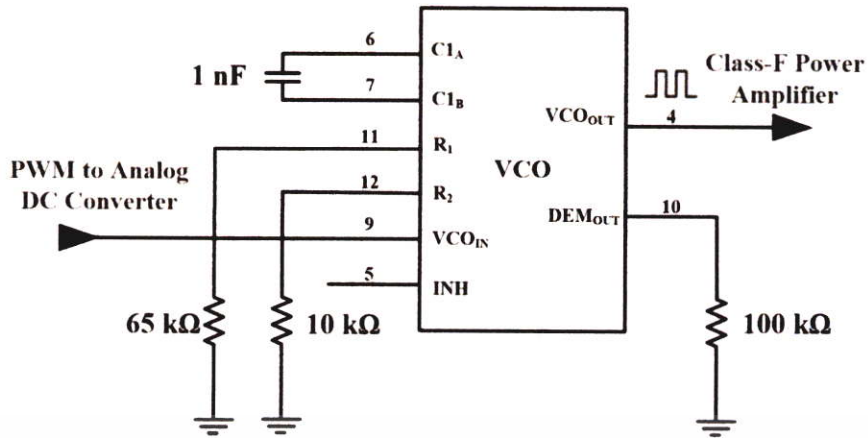 6
C1A
1 nF
7
C1B
Class-F Power
Amplifier
VCOOUT
4
11
R1
PWM to Analog
DC Converter
VCO
12
R2
DEMOUT
10
9
VCOIN
5
INH
65 kΩ
10 kΩ
100 kΩ